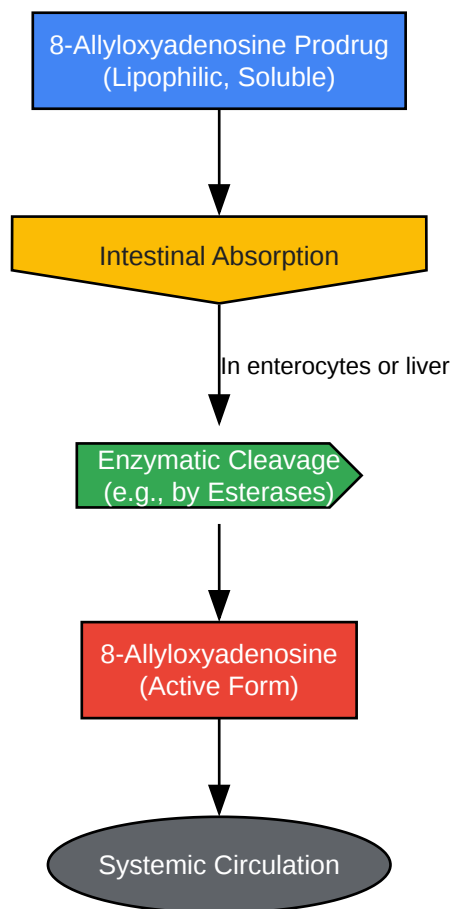 8-Allyloxyadenosine Prodrug
(Lipophilic, Soluble)
Intestinal Absorption
In enterocytes or liver
Enzymatic Cleavage
(e.g., by Esterases)
8-Allyloxyadenosine
(Active Form)
Systemic Circulation